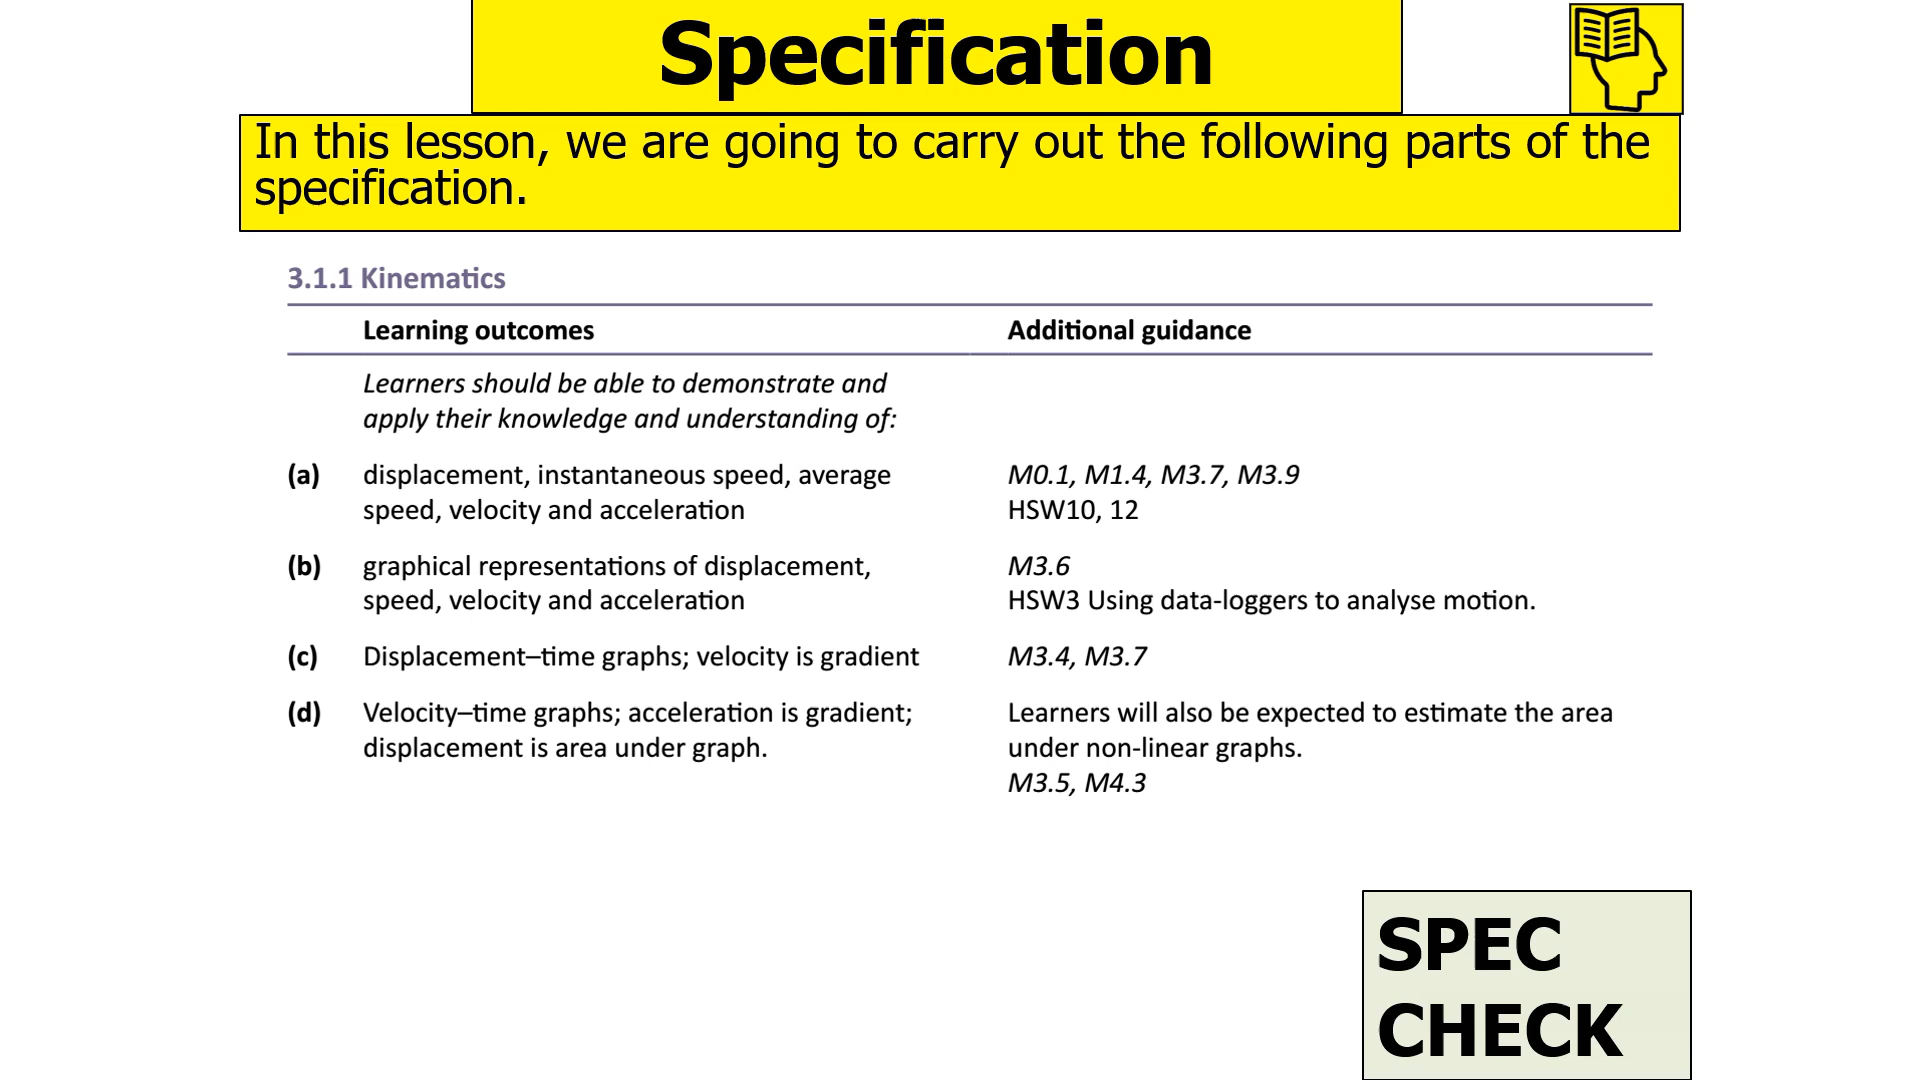 Specification
In this lesson, we are going to carry out the following parts of the
specification.
3.1.1 Kinematics
Learning outcomes Additional guidance
Learners should be able to demonstrate and
apply their knowledge and understanding of:
(a) displacement, instantaneous speed, average M0.1, M1.4, M3.7, M3.9
speed, velocity and acceleration HSW10, 12
(b) graphical representations of displacement, M3.6
speed, velocity and acceleration HSW3 Using data-loggers to analyse motion.
(c) Displacement–time graphs; velocity is gradient M3.4, M3.7
(d) Velocity–time graphs; acceleration is gradient; Learners will also be expected to estimate the area
displacement is area under graph. under non-linear graphs.
M3.5, M4.3
SPEC
CHECK